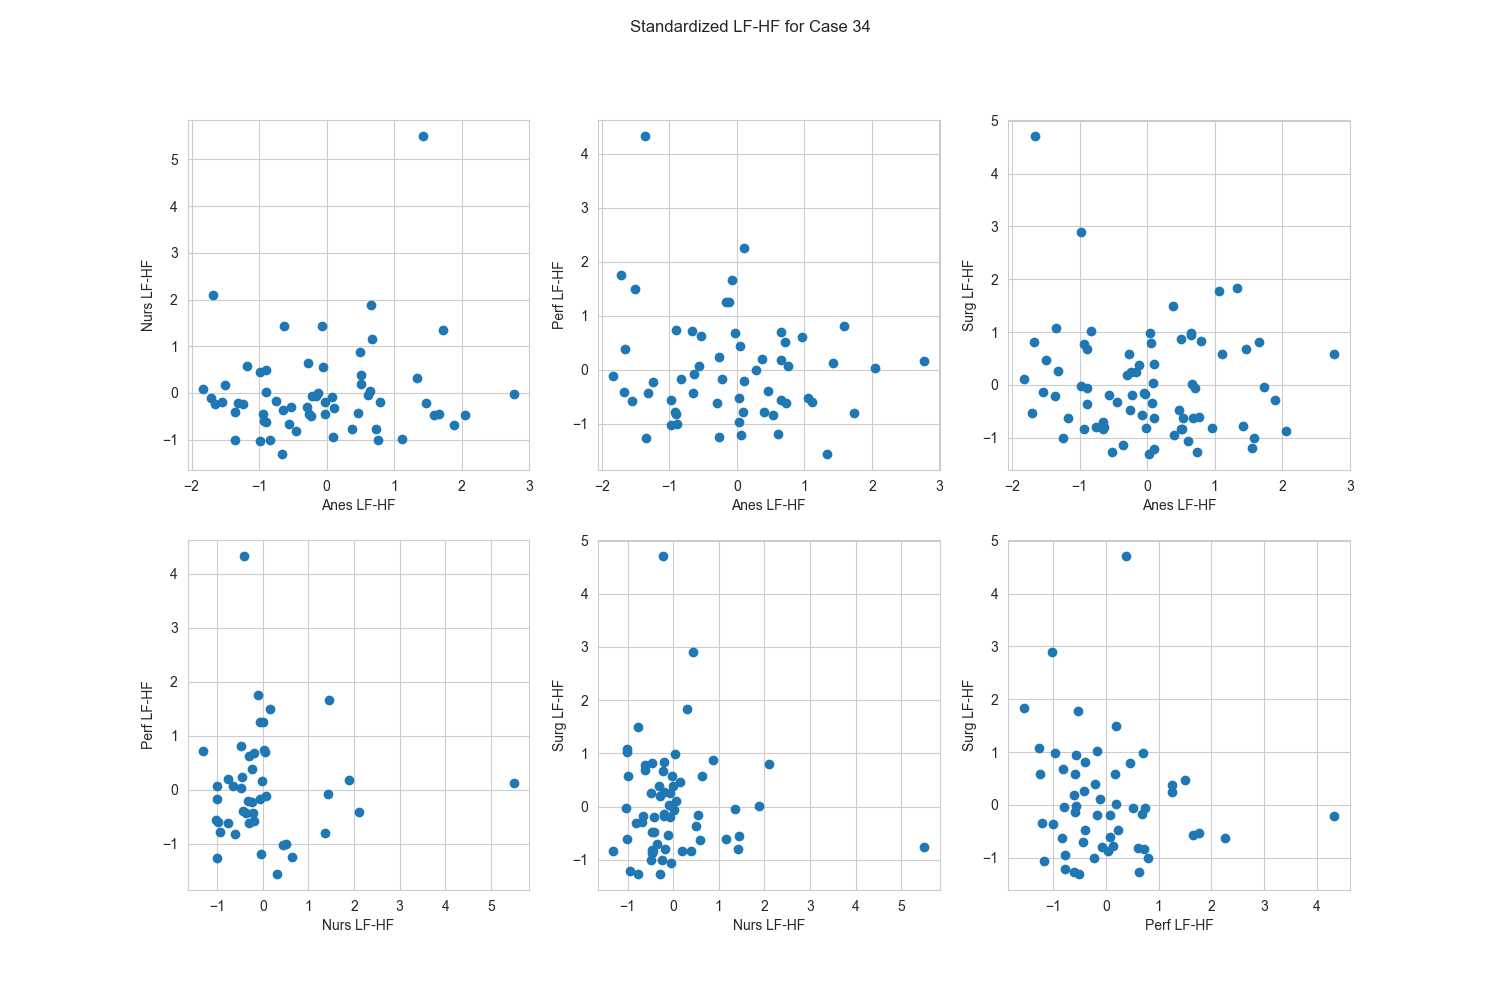 Standardized LF-HF for Case 34
Nurs LF-HF
5
4
3
2
1
0
−1
−2 −1 0 1 2 3
Anes LF-HF
Perf LF-HF
4
3
2
1
0
−1
−2 −1 0 1 2 3
Anes LF-HF
Surg LF-HF
5
4
3
2
1
0
−1
−2 −1 0 1 2 3
Anes LF-HF
Perf LF-HF
4
3
2
1
0
−1
−1 0 1 2 3 4 5
Nurs LF-HF
Surg LF-HF
5
4
3
2
1
0
−1
−1 0 1 2 3 4 5
Nurs LF-HF
Surg LF-HF
5
4
3
2
1
0
−1
−1 0 1 2 3 4
Perf LF-HF